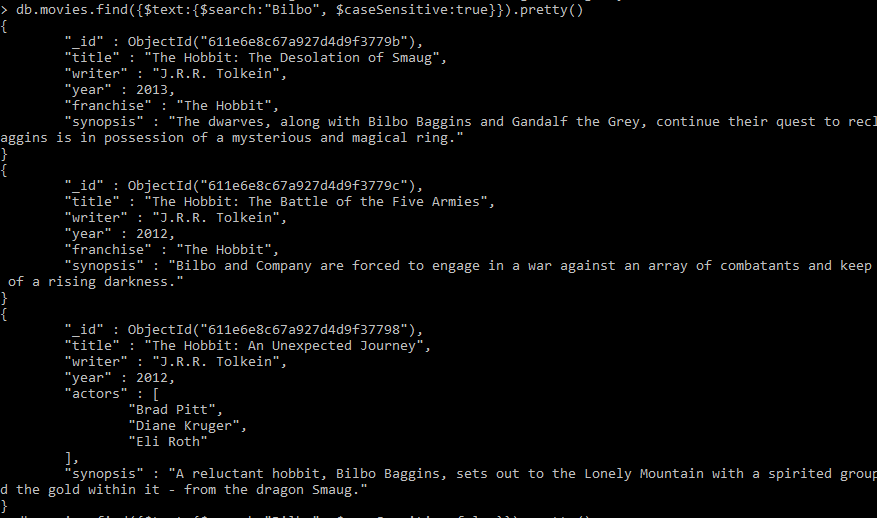 > db.movies.find({$text:{$search:"Bilbo", $caseSensitive:true}}).pretty()
{
"_id" : ObjectId("611e6e8c67a927d4d9f3779b"),
"title" : "The Hobbit: The Desolation of Smaug",
"writer" : "J.R.R. Tolkein",
"year" : 2013,
"franchise" : "The Hobbit",
"synopsis" : "The dwarves, along with Bilbo Baggins and Gandalf the Grey, continue their quest to recl
aggins is in possession of a mysterious and magical ring."
}
{
"_id" : ObjectId("611e6e8c67a927d4d9f3779c"),
"title" : "The Hobbit: The Battle of the Five Armies",
"writer" : "J.R.R. Tolkein",
"year" : 2012,
"franchise" : "The Hobbit",
"synopsis" : "Bilbo and Company are forced to engage in a war against an array of combatants and keep
of a rising darkness."
}
{
"_id" : ObjectId("611e6e8c67a927d4d9f37798"),
"title" : "The Hobbit: An Unexpected Journey",
"writer" : "J.R.R. Tolkein",
"year" : 2012,
"actors" : [
"Brad Pitt",
"Diane Kruger",
"Eli Roth"
],
"synopsis" : "A reluctant hobbit, Bilbo Baggins, sets out to the Lonely Mountain with a spirited group
d the gold within it - from the dragon Smaug."
}